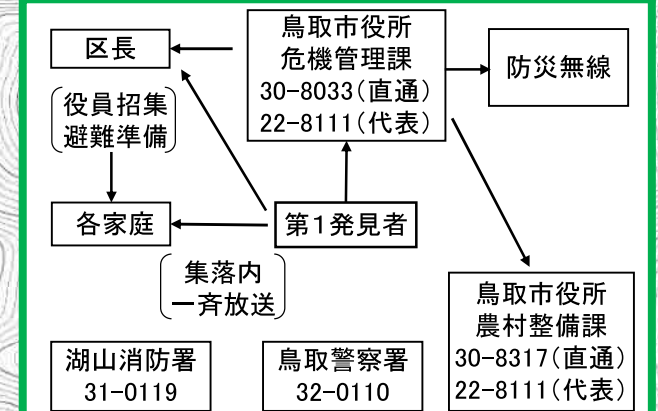 区長
鳥取市役所
危機管理課
30-8033(直通)
22-8111(代表)
防災無線
役員招集
避難準備
各家庭
第1発見者
集落内
一斉放送
鳥取市役所
農村整備課
30-8317(直通)
22-8111(代表)
湖山消防署
31-0119
鳥取警察署
32-0110